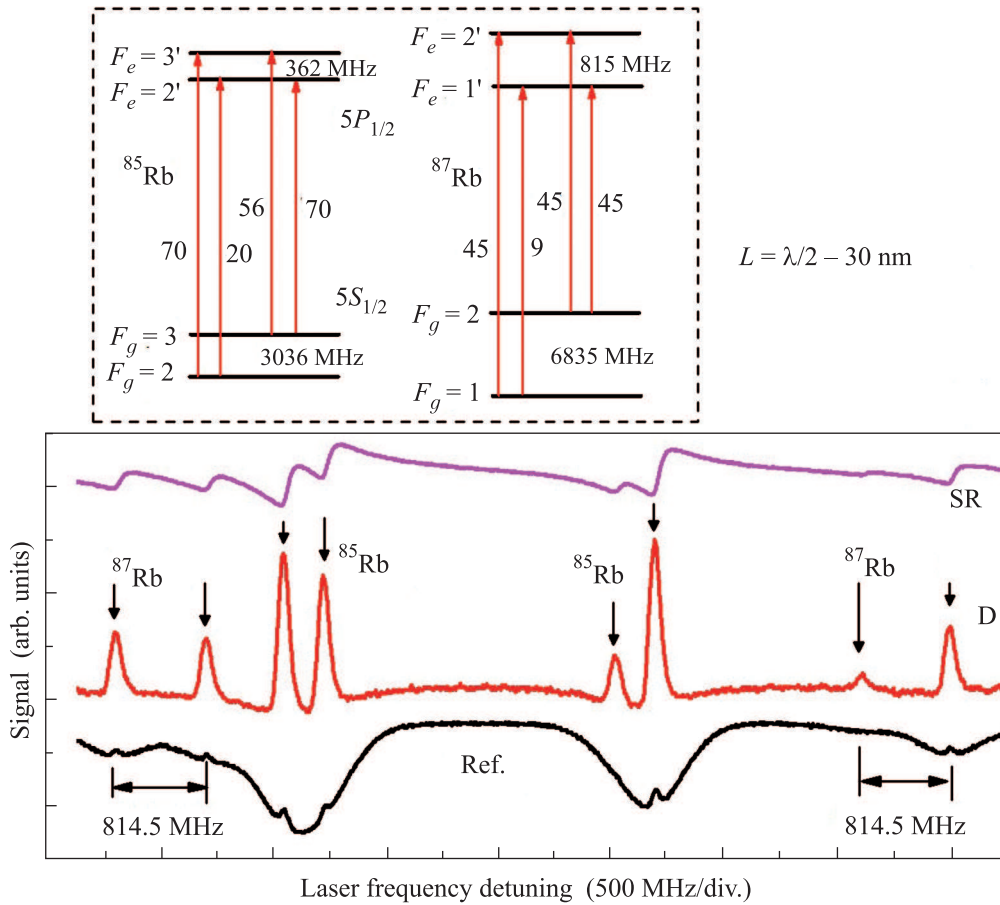 Fe = 3′
362 MHz
Fe = 2′
5P1/2
85Rb
56
70
70
20
5S1/2
Fg = 3
3036 MHz
Fg = 2
Fe = 2′
815 MHz
Fe = 1′
87Rb
45
45
45
9
Fg = 2
6835 MHz
Fg = 1
L = λ/2 – 30 nm
SR
87Rb
85Rb
85Rb
87Rb
D
Ref.
814.5 MHz
814.5 MHz
Signal (arb. units)
Laser frequency detuning (500 MHz/div.)